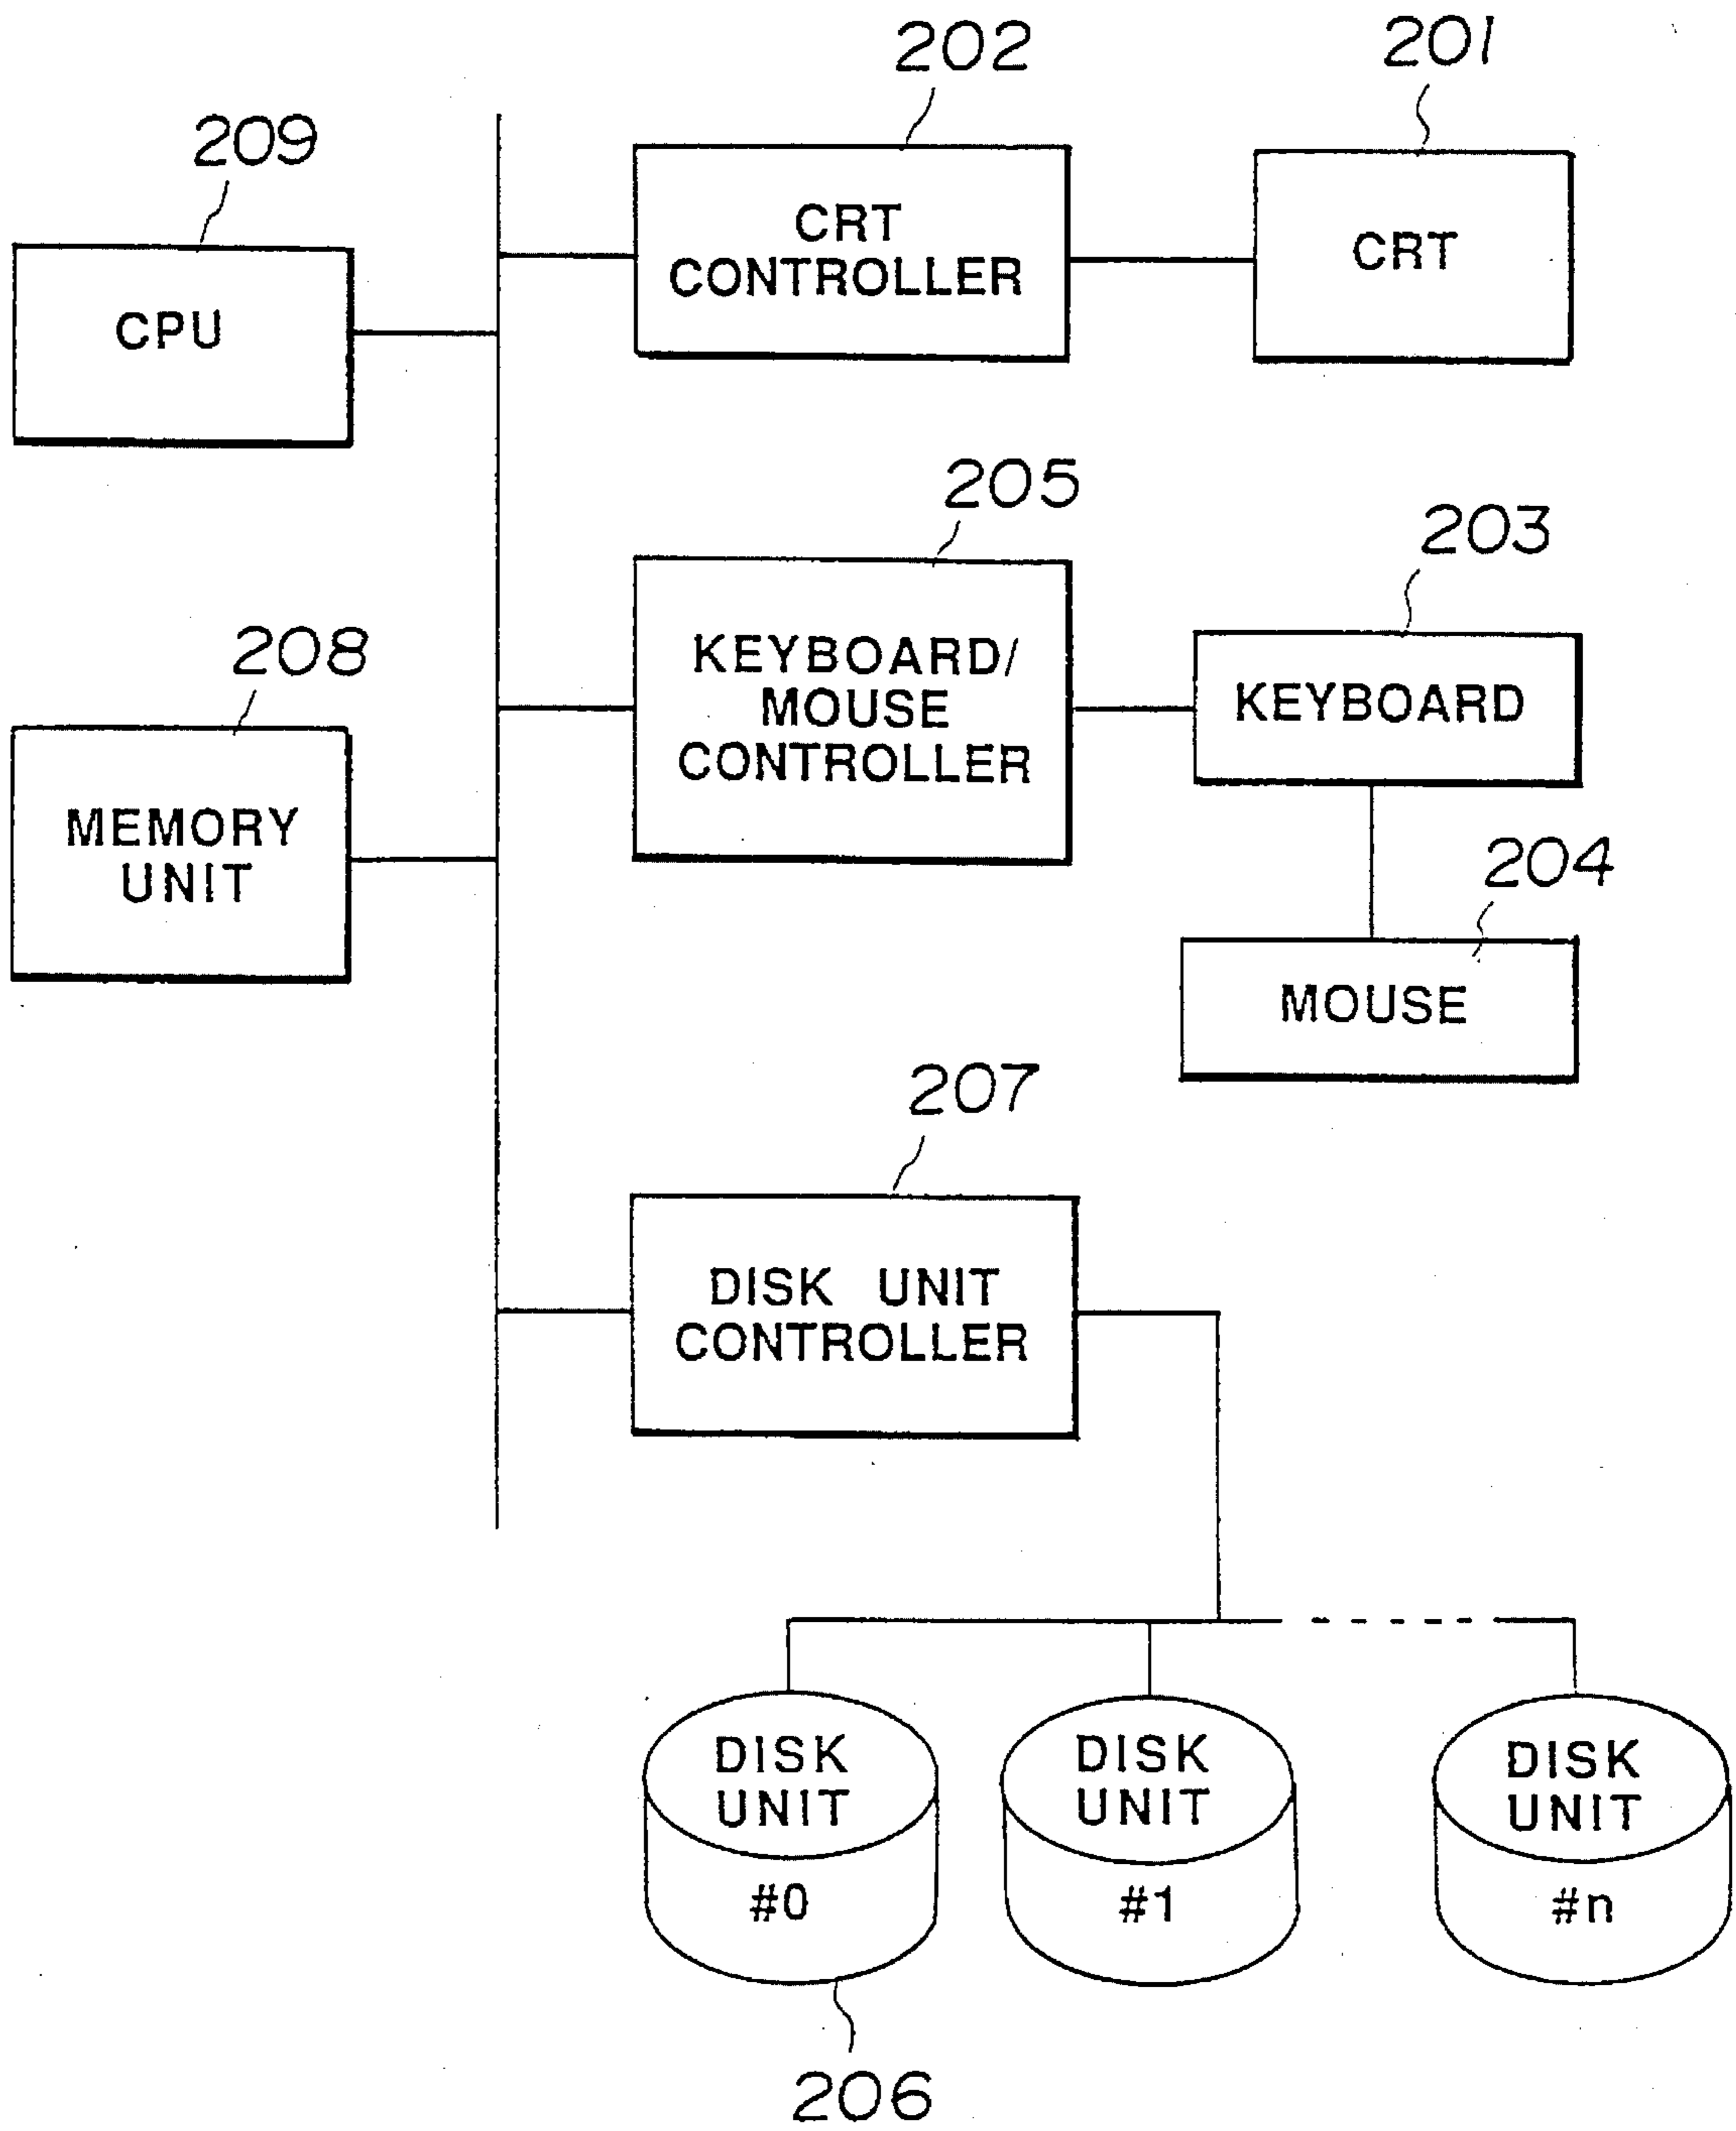 202
201
209
CRT
CONTROLLER
CRT
CPU
205
203
208
KEYBOARD/
MOUSE
CONTROLLER
KEYBOARD
MEMORY
UNIT
204
MOUSE
207
DISK UNIT
CONTROLLER
DISK
UNIT
#0
DISK
UNIT
#1
DISK
UNIT
#n
206